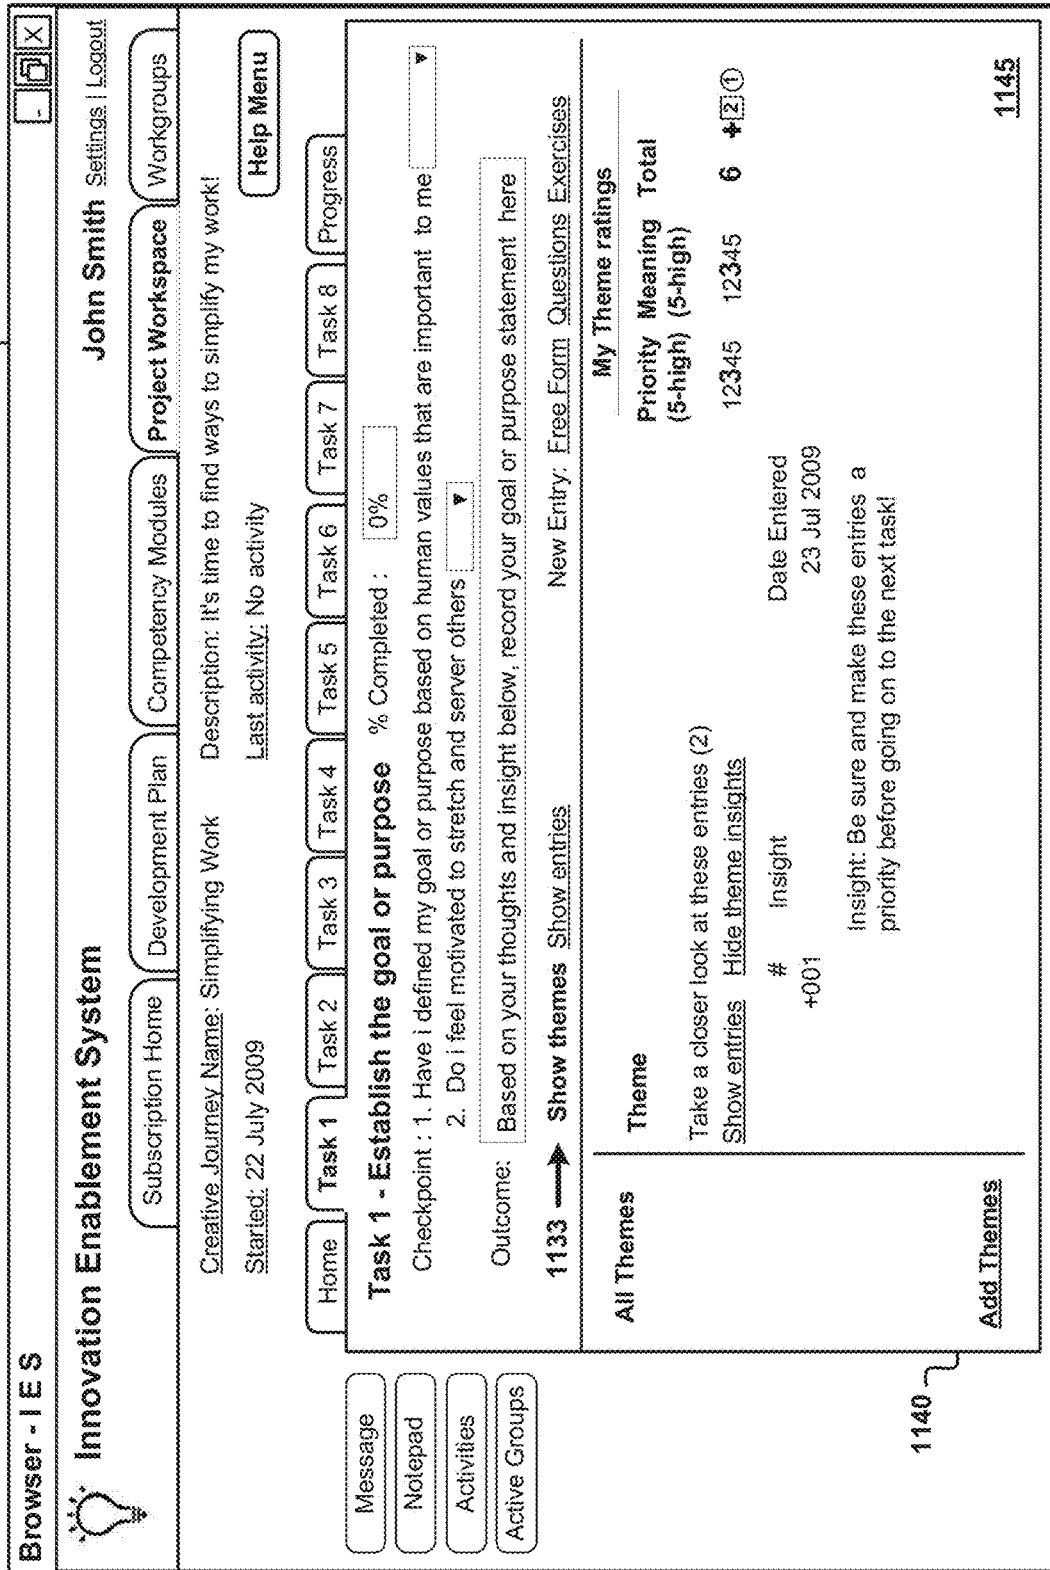 Browser - I E S
Innovation Enablement System
John Smith Settings | Logout
Subscription Home Development Plan Competency Modules Project Workspace Workgroups
Creative Journey Name: Simplifying Work Description: It's time to find ways to simplify my work!
Started: 22 July 2009 Last activity: No activity Help Menu
Home Task 1 Task 2 Task 3 Task 4 Task 5 Task 6 Task 7 Task 8 Progress
Message
Notepad
Activities
Active Groups
Task 1 - Establish the goal or purpose % Completed : 0%
Checkpoint : 1. Have i defined my goal or purpose based on human values that are important to me
2. Do i feel motivated to stretch and server others
Outcome: Based on your thoughts and insight below, record your goal or purpose statement here
1133 Show themes Show entries New Entry: Free Form Questions Exercises
My Theme ratings
All Themes Theme Priority Meaning Total
(5-high) (5-high)
Take a closer look at these entries (2) 12345 12345 6 + 2 1
Show entries Hide theme insights
# Insight Date Entered
+001 23 Jul 2009
Insight: Be sure and make these entries a
priority before going on to the next task!
1140
Add Themes 1145